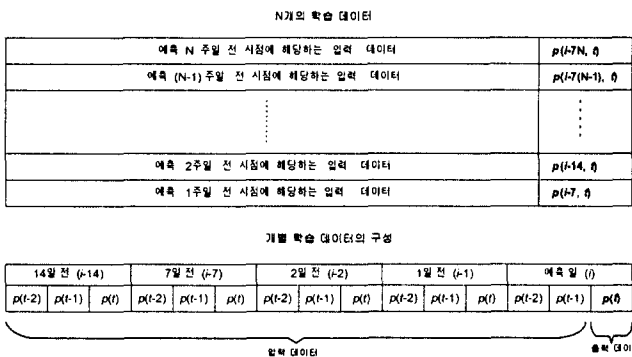 N개의 학습 데이터
예측 N 주일 전 시점에 해당하는 입력 데이터 p(i-7N, t)
예측 (N-1) 주일 전 시점에 해당하는 입력 데이터 p(i-7(N-1), t)
예측 2주일 전 시점에 해당하는 입력 데이터 p(i-14, t)
예측 1주일 전 시점에 해당하는 입력 데이터 p(i-7, t)
개별 학습 데이터의 구성
14일 전 (i-14) 7일 전 (i-7) 2일 전 (i-2) 1일 전 (i-1) 예측 일 (i)
p(t-2) p(t-1) p(t) p(t-2) p(t-1) p(t) p(t-2) p(t-1) p(t) p(t-2) p(t-1) p(t) p(t-2) p(t-1) p(t)
입력 데이터
출력 데이